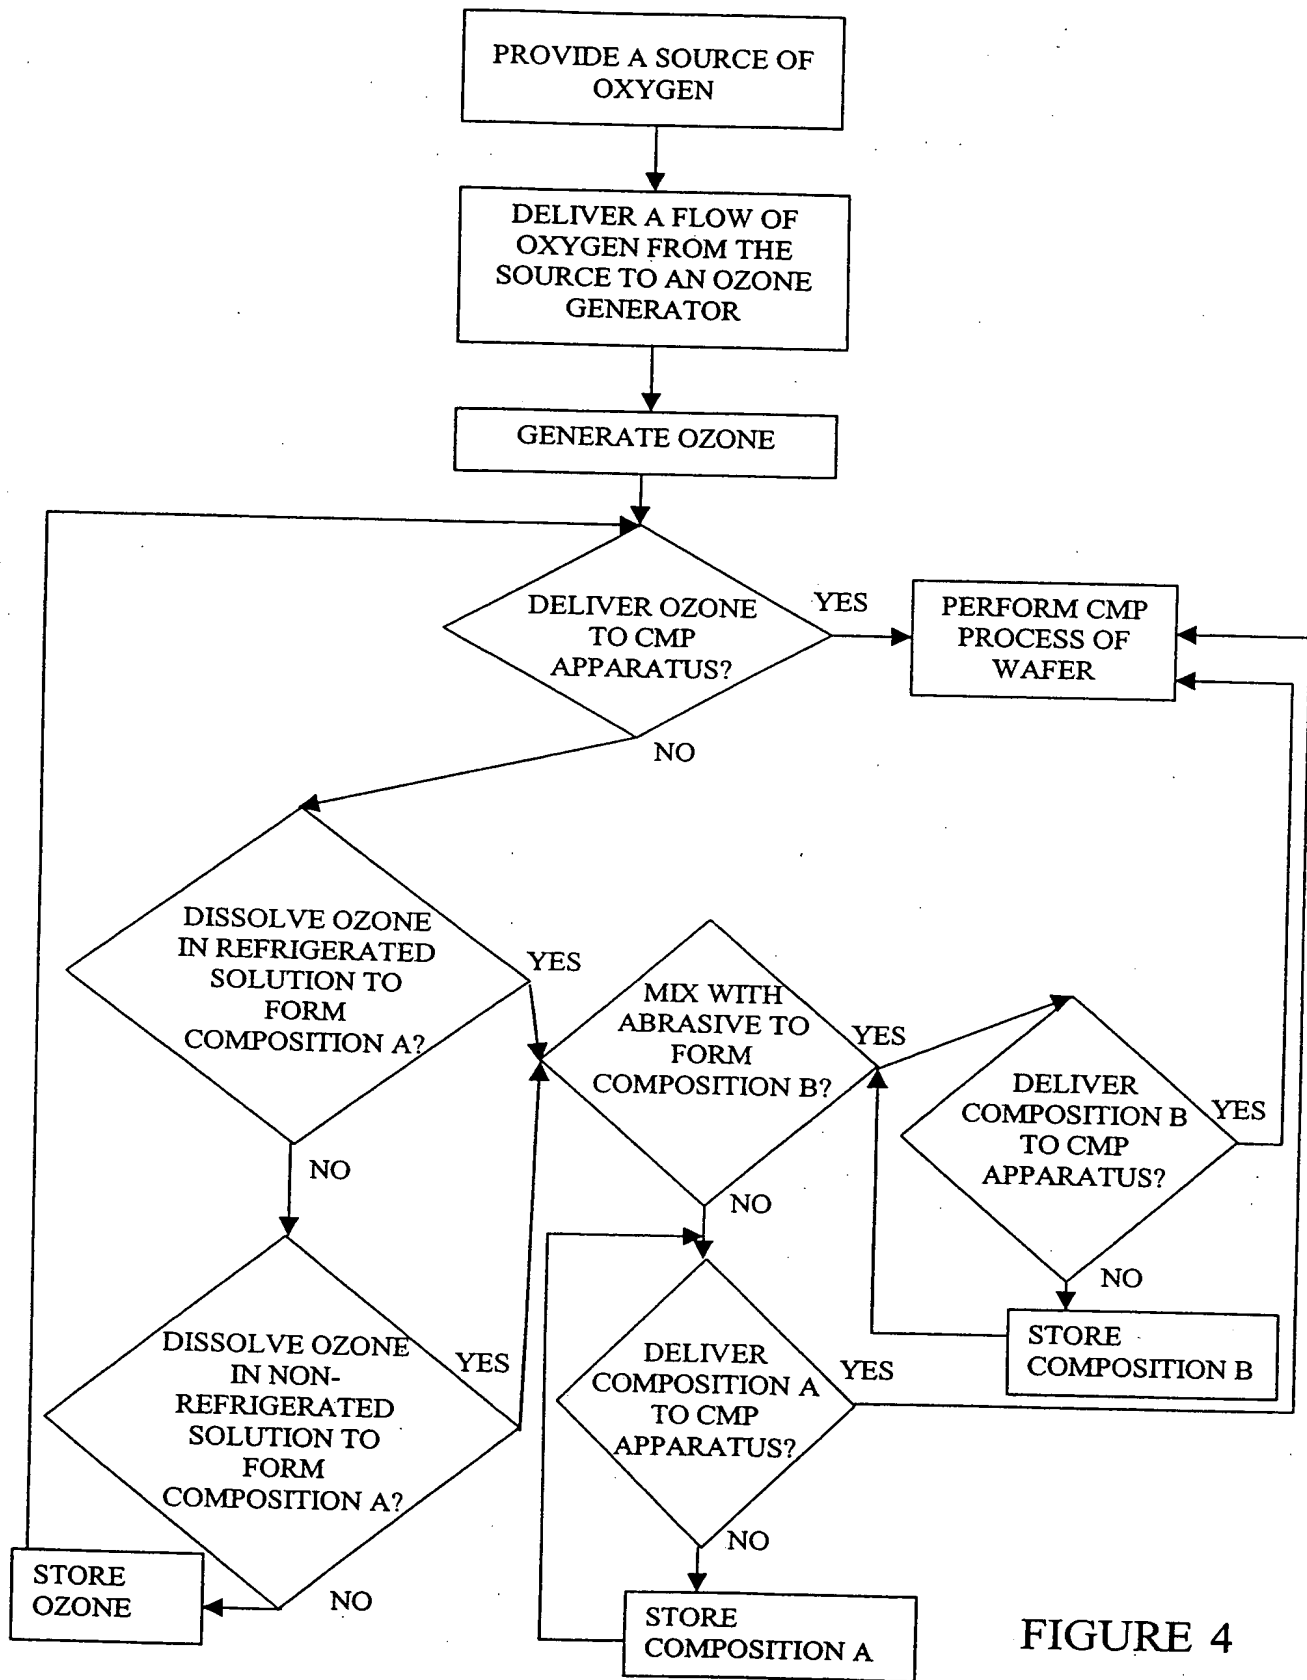 PROVIDE A SOURCE OF
OXYGEN
DELIVER A FLOW OF
OXYGEN FROM THE
SOURCE TO AN OZONE
GENERATOR
GENERATE OZONE
DELIVER OZONE
TO CMP
APPARATUS?
YES
PERFORM CMP
PROCESS OF
WAFER
NO
DISSOLVE OZONE
IN REFRIGERATED
SOLUTION TO
FORM
COMPOSITION A?
YES
NO
MIX WITH
ABRASIVE TO
FORM
COMPOSITION B?
YES
NO
DELIVER
COMPOSITION B
TO CMP
APPARATUS?
YES
NO
STORE
COMPOSITION B
DISSOLVE OZONE
IN NON-
REFRIGERATED
SOLUTION TO
FORM
COMPOSITION A?
YES
NO
STORE
OZONE
DELIVER
COMPOSITION A
TO CMP
APPARATUS?
YES
NO
STORE
COMPOSITION A
FIGURE 4